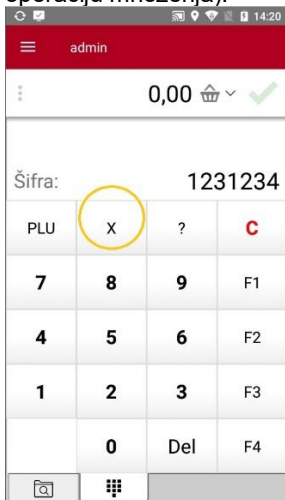 operaciju množenja).
14:20
admin
0,00
Šifra: 1231234
PLU X ? C
7 8 9 F1
4 5 6 F2
1 2 3 F3
0 Del F4